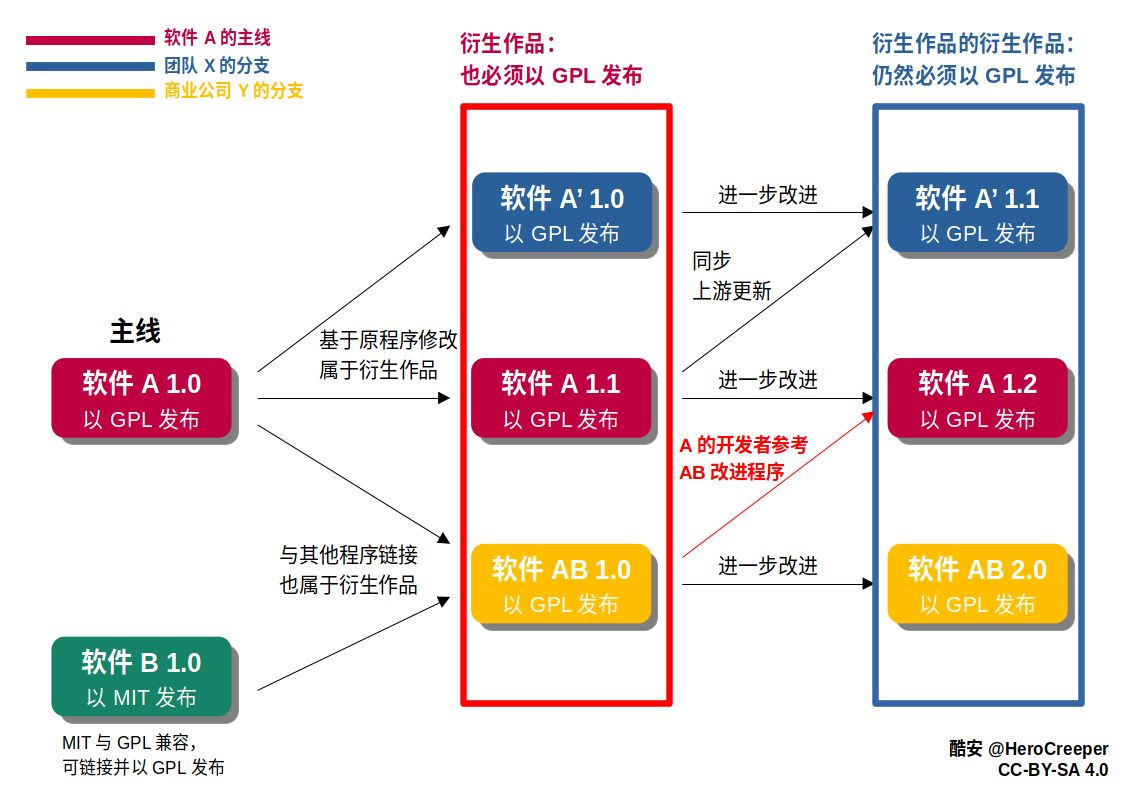 软件 A 的主线
团队 X 的分支
商业公司 Y 的分支
衍生作品：
也必须以 GPL 发布
衍生作品的衍生作品：
仍然必须以 GPL 发布
软件 A’ 1.0
以 GPL 发布
进一步改进
软件 A’ 1.1
以 GPL 发布
同步
上游更新
主线
基于原程序修改
属于衍生作品
软件 A 1.0
以 GPL 发布
软件 A 1.1
以 GPL 发布
进一步改进
软件 A 1.2
以 GPL 发布
A 的开发者参考
AB 改进程序
与其他程序链接
也属于衍生作品
软件 AB 1.0
以 GPL 发布
进一步改进
软件 AB 2.0
以 GPL 发布
软件 B 1.0
以 MIT 发布
MIT 与 GPL 兼容，
可链接并以 GPL 发布
酷安 @HeroCreeper
CC-BY-SA 4.0